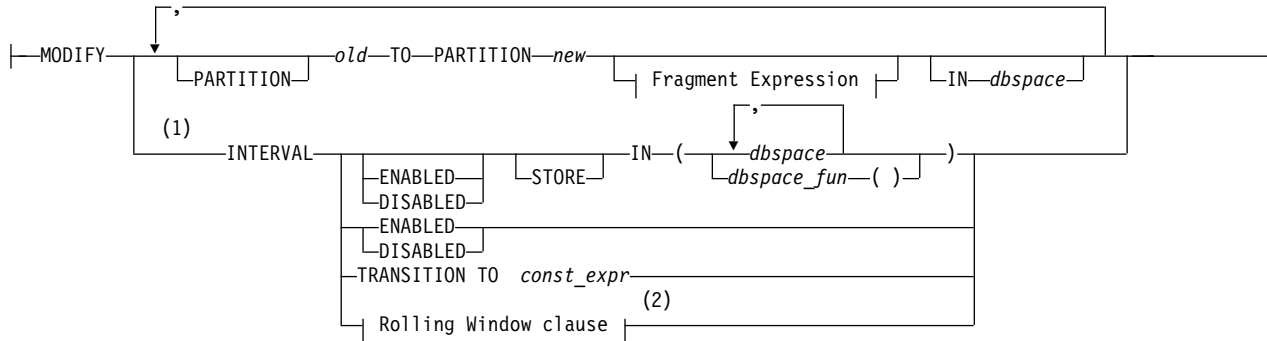 ,
MODIFY old TO PARTITION new
PARTITION Fragment Expression IN dbspace
(1) ,
INTERVAL IN ( dbspace )
ENABLED STORE dbspace_fun ( )
DISABLED
ENABLED
DISABLED
TRANSITION TO const_expr
(2)
Rolling Window clause